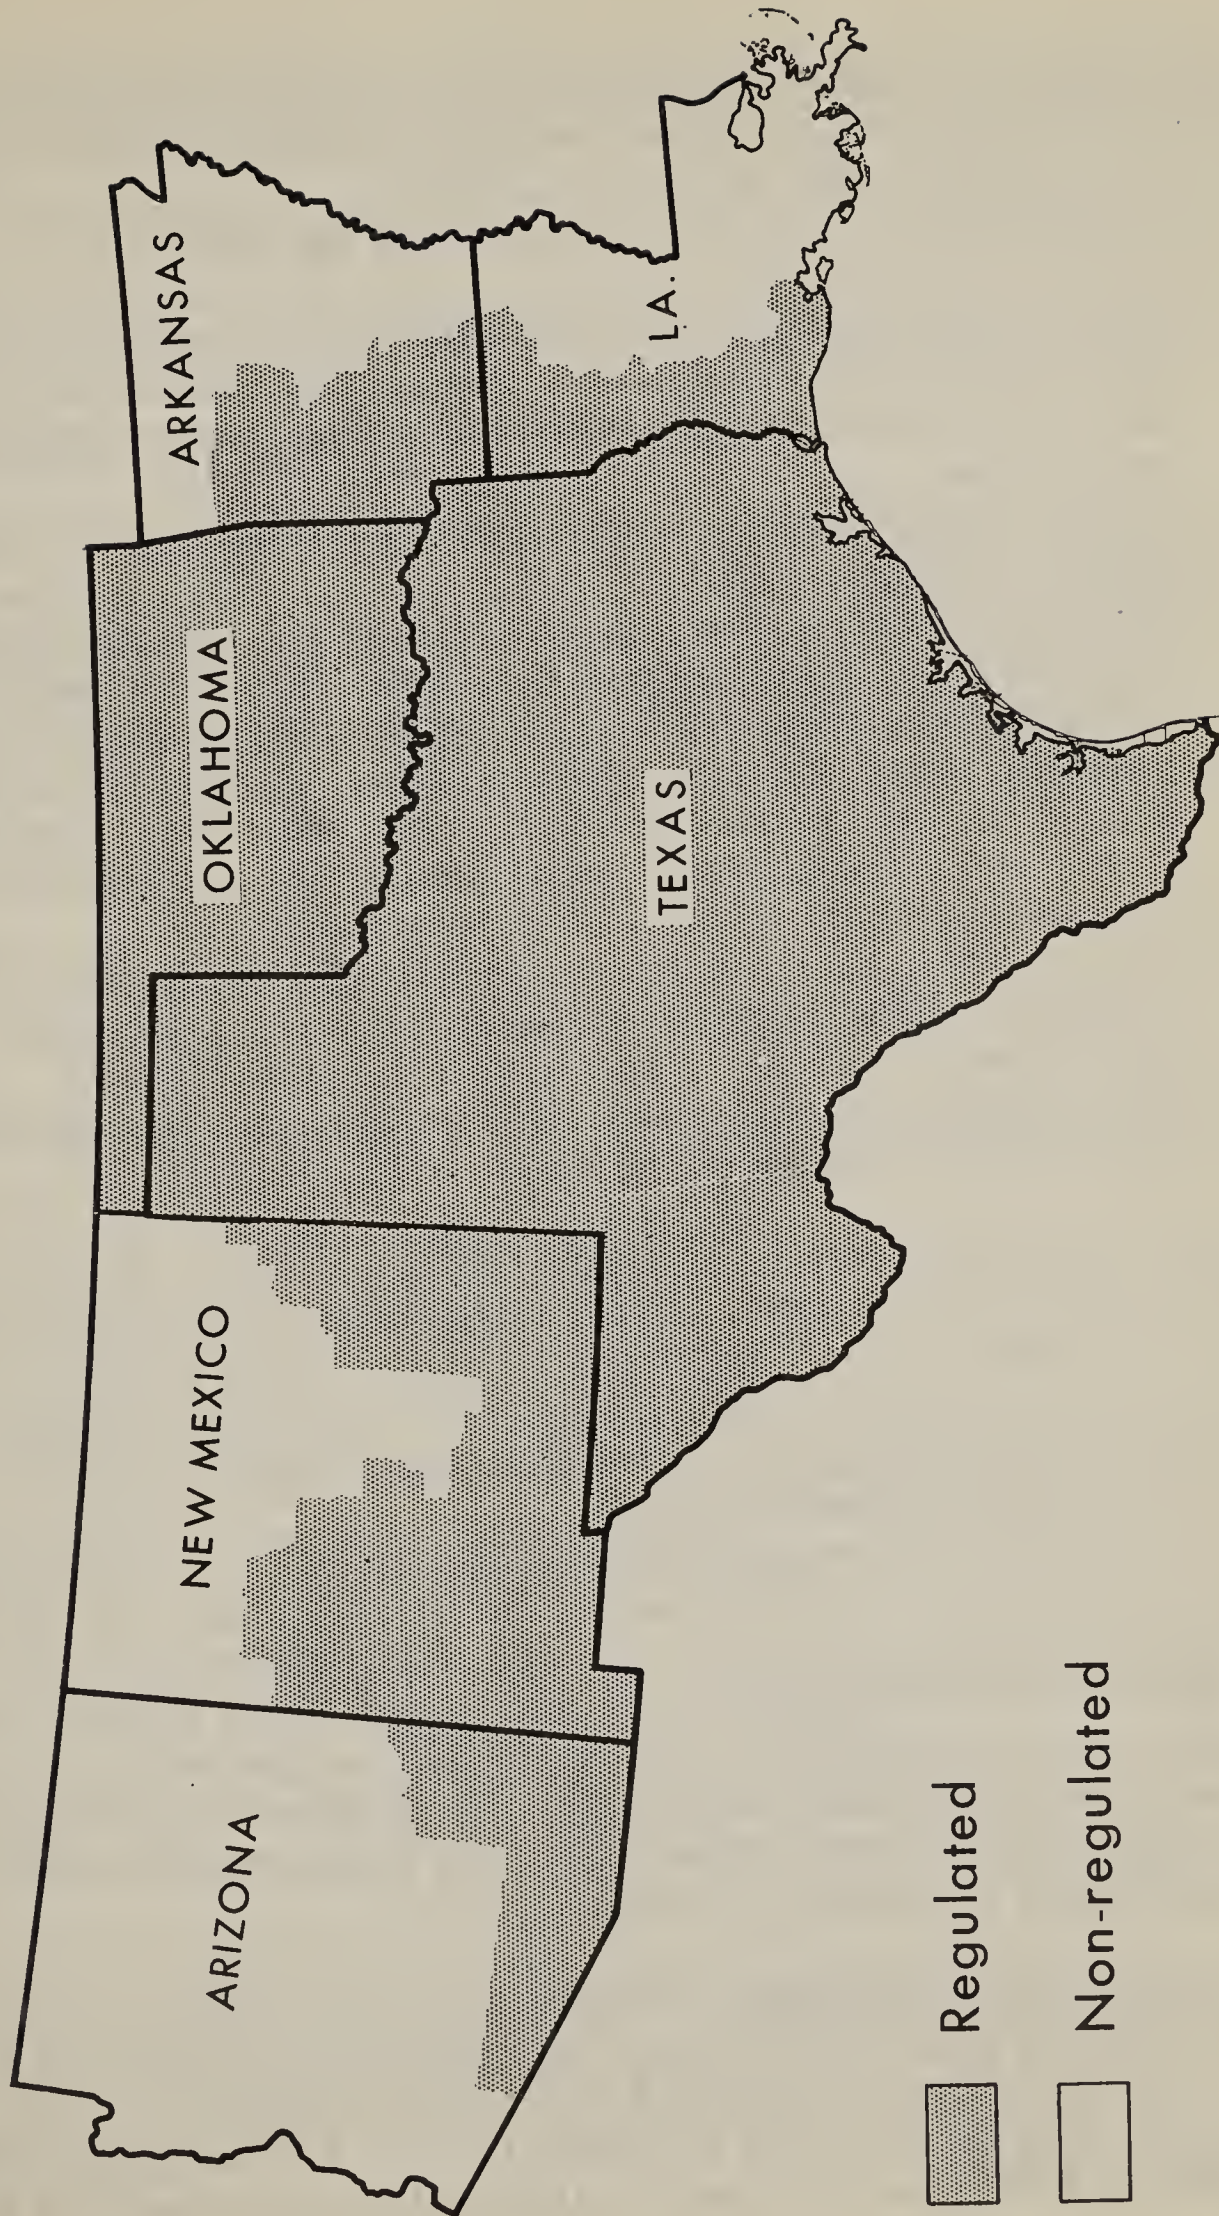 ARIZONA
NEW MEXICO
OKLAHOMA
ARKANSAS
TEXAS
LA.
Regulated
Non-regulated